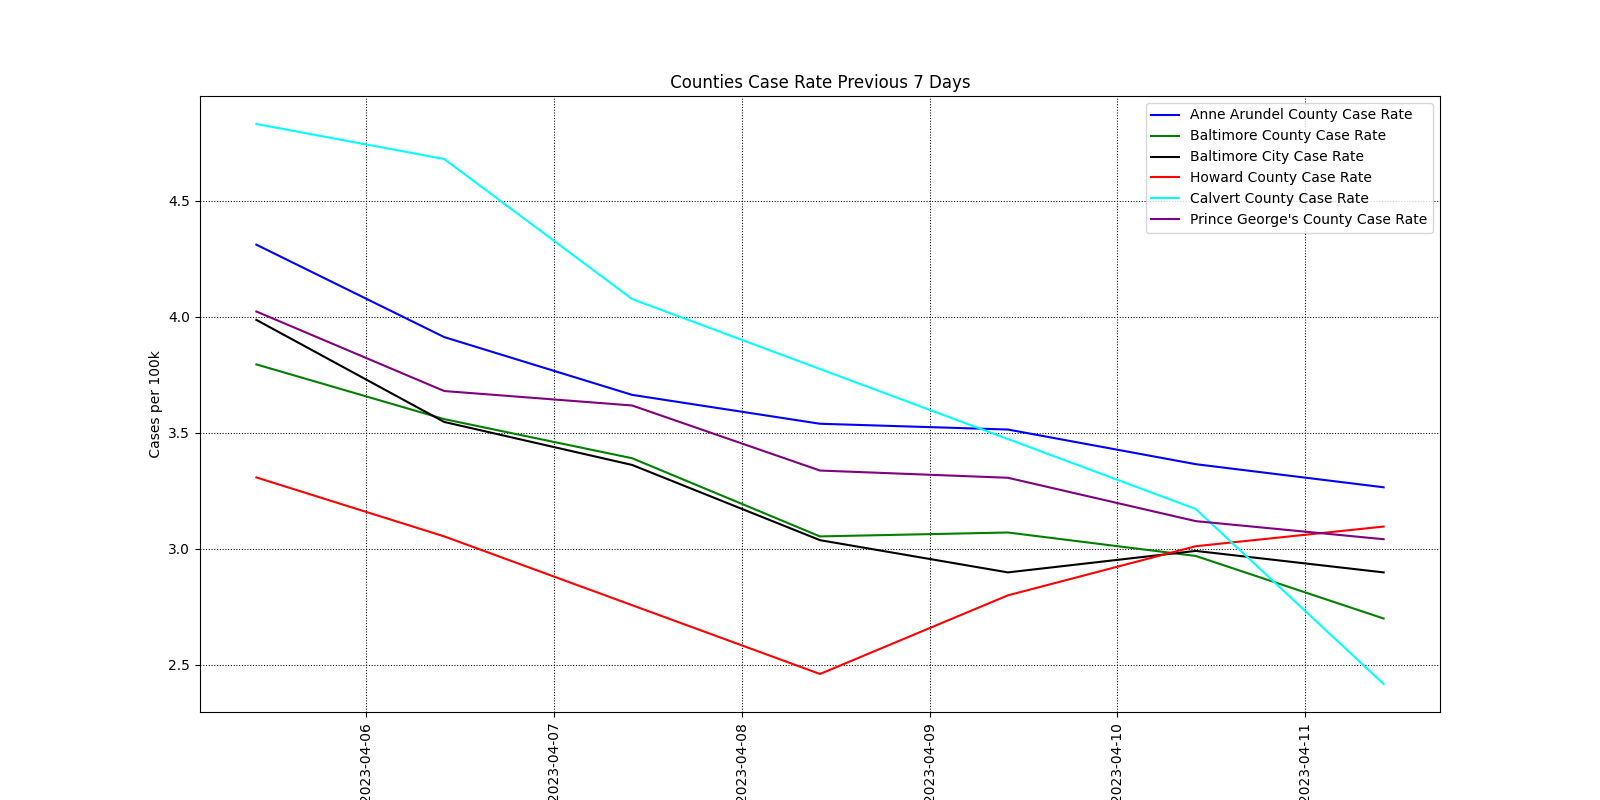 Counties Case Rate Previous 7 Days
Anne Arundel County Case Rate
Baltimore County Case Rate
Baltimore City Case Rate
Howard County Case Rate
Calvert County Case Rate
Prince George's County Case Rate
Cases per 100k
4.5
4.0
3.5
3.0
2.5
2023-04-06
2023-04-07
2023-04-08
2023-04-09
2023-04-10
2023-04-11